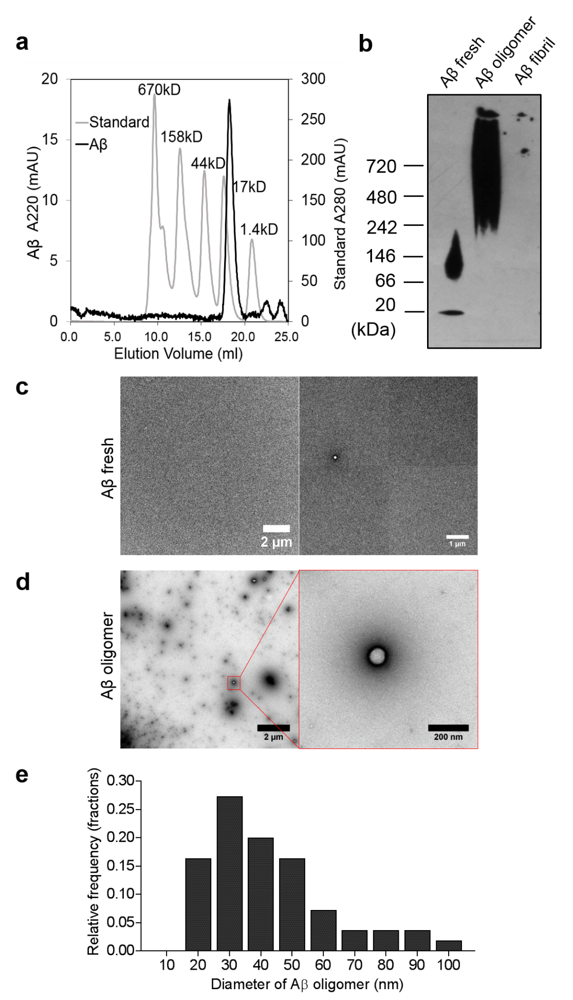 a
20
15
10
5
0
Aβ A220 (mAU)
670kD
Standard
158kD
Aβ
44kD
17kD
1.4kD
300
250
200
150
100
50
0
Standard A280 (mAU)
0.0 5.0 10.0 15.0 20.0 25.0
Elution Volume (ml)
b
Aβ fresh
Aβ oligomer
Aβ fibril
720
480
242
146
66
20
(kDa)
c
Aβ fresh
2 µm
1 µm
d
Aβ oligomer
2 µm
200 nm
e
Relative frequency (fractions)
0.30
0.25
0.20
0.15
0.10
0.05
0.00
10 20 30 40 50 60 70 80 90 100
Diameter of Aβ oligomer (nm)